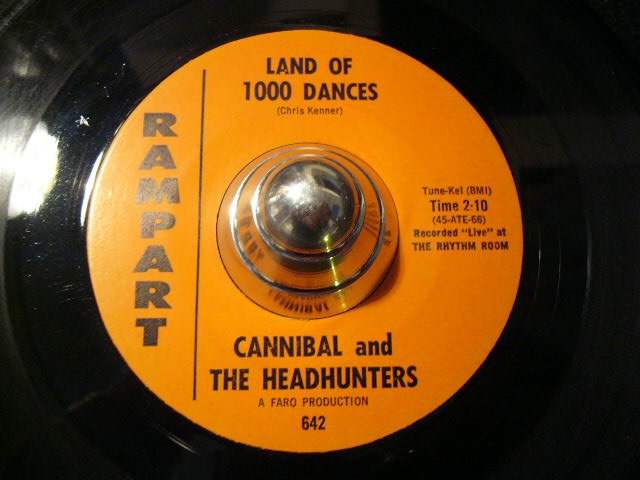 LAND OF
1000 DANCES
(Chris Kenner)
RAMPART
Tune-Kel (BMI)
Time 2:10
(45-ATE-66)
Recorded "Live" at
THE RHYTHM ROOM
CANNIBAL and
THE HEADHUNTERS
A FARO PRODUCTION
642